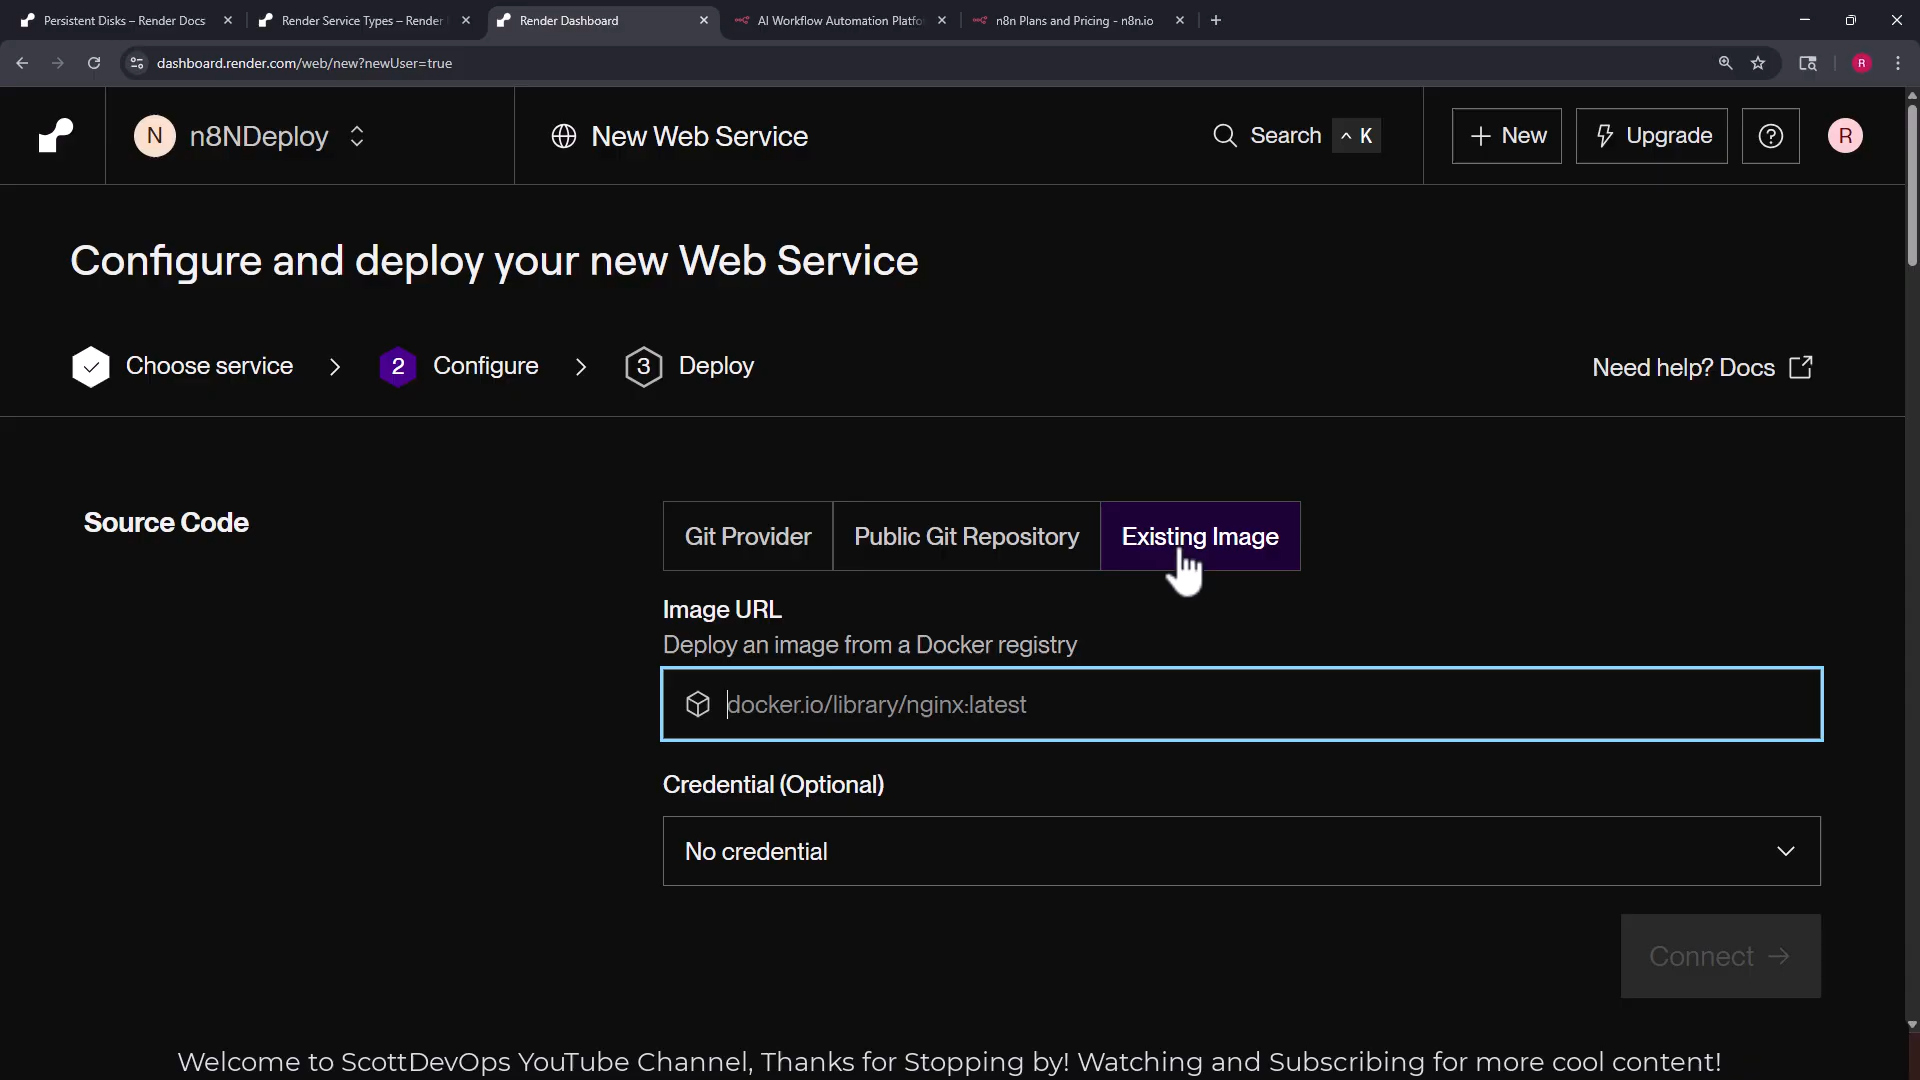 Persistent Disks – Render Docs
Render Service Types – Render
Render Dashboard
AI Workflow Automation Platfo
n8n Plans and Pricing - n8n.io
dashboard.render.com/web/new?newUser=true
R
N
n8NDeploy
New Web Service
Search
^ K
+ New
Upgrade
?
R
Configure and deploy your new Web Service
Choose service
2
Configure
3
Deploy
Need help? Docs
Source Code
Git Provider
Public Git Repository
Existing Image
Image URL
Deploy an image from a Docker registry
docker.io/library/nginx:latest
Credential (Optional)
No credential
Connect →
Welcome to ScottDevOps YouTube Channel, Thanks for Stopping by! Watching and Subscribing for more cool content!